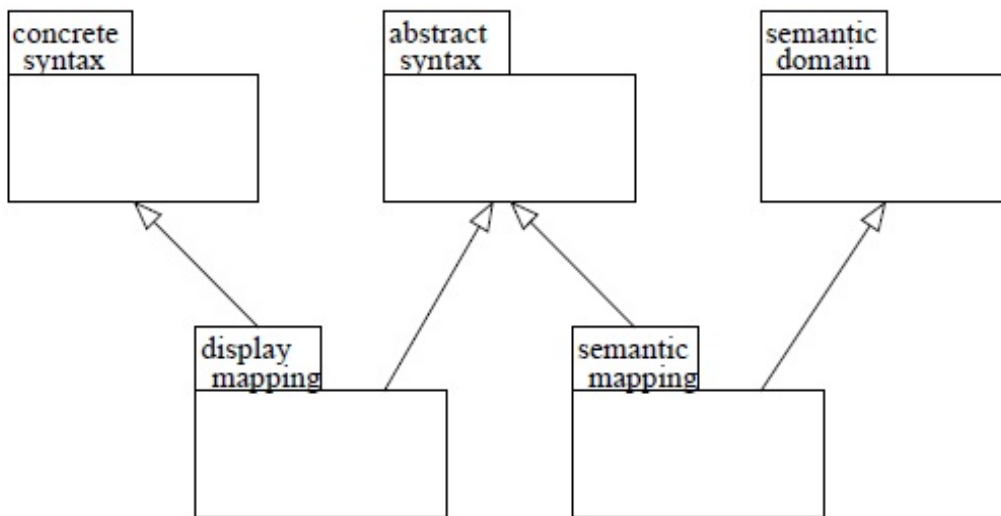 concrete
syntax
abstract
syntax
semantic
domain
display
mapping
semantic
mapping